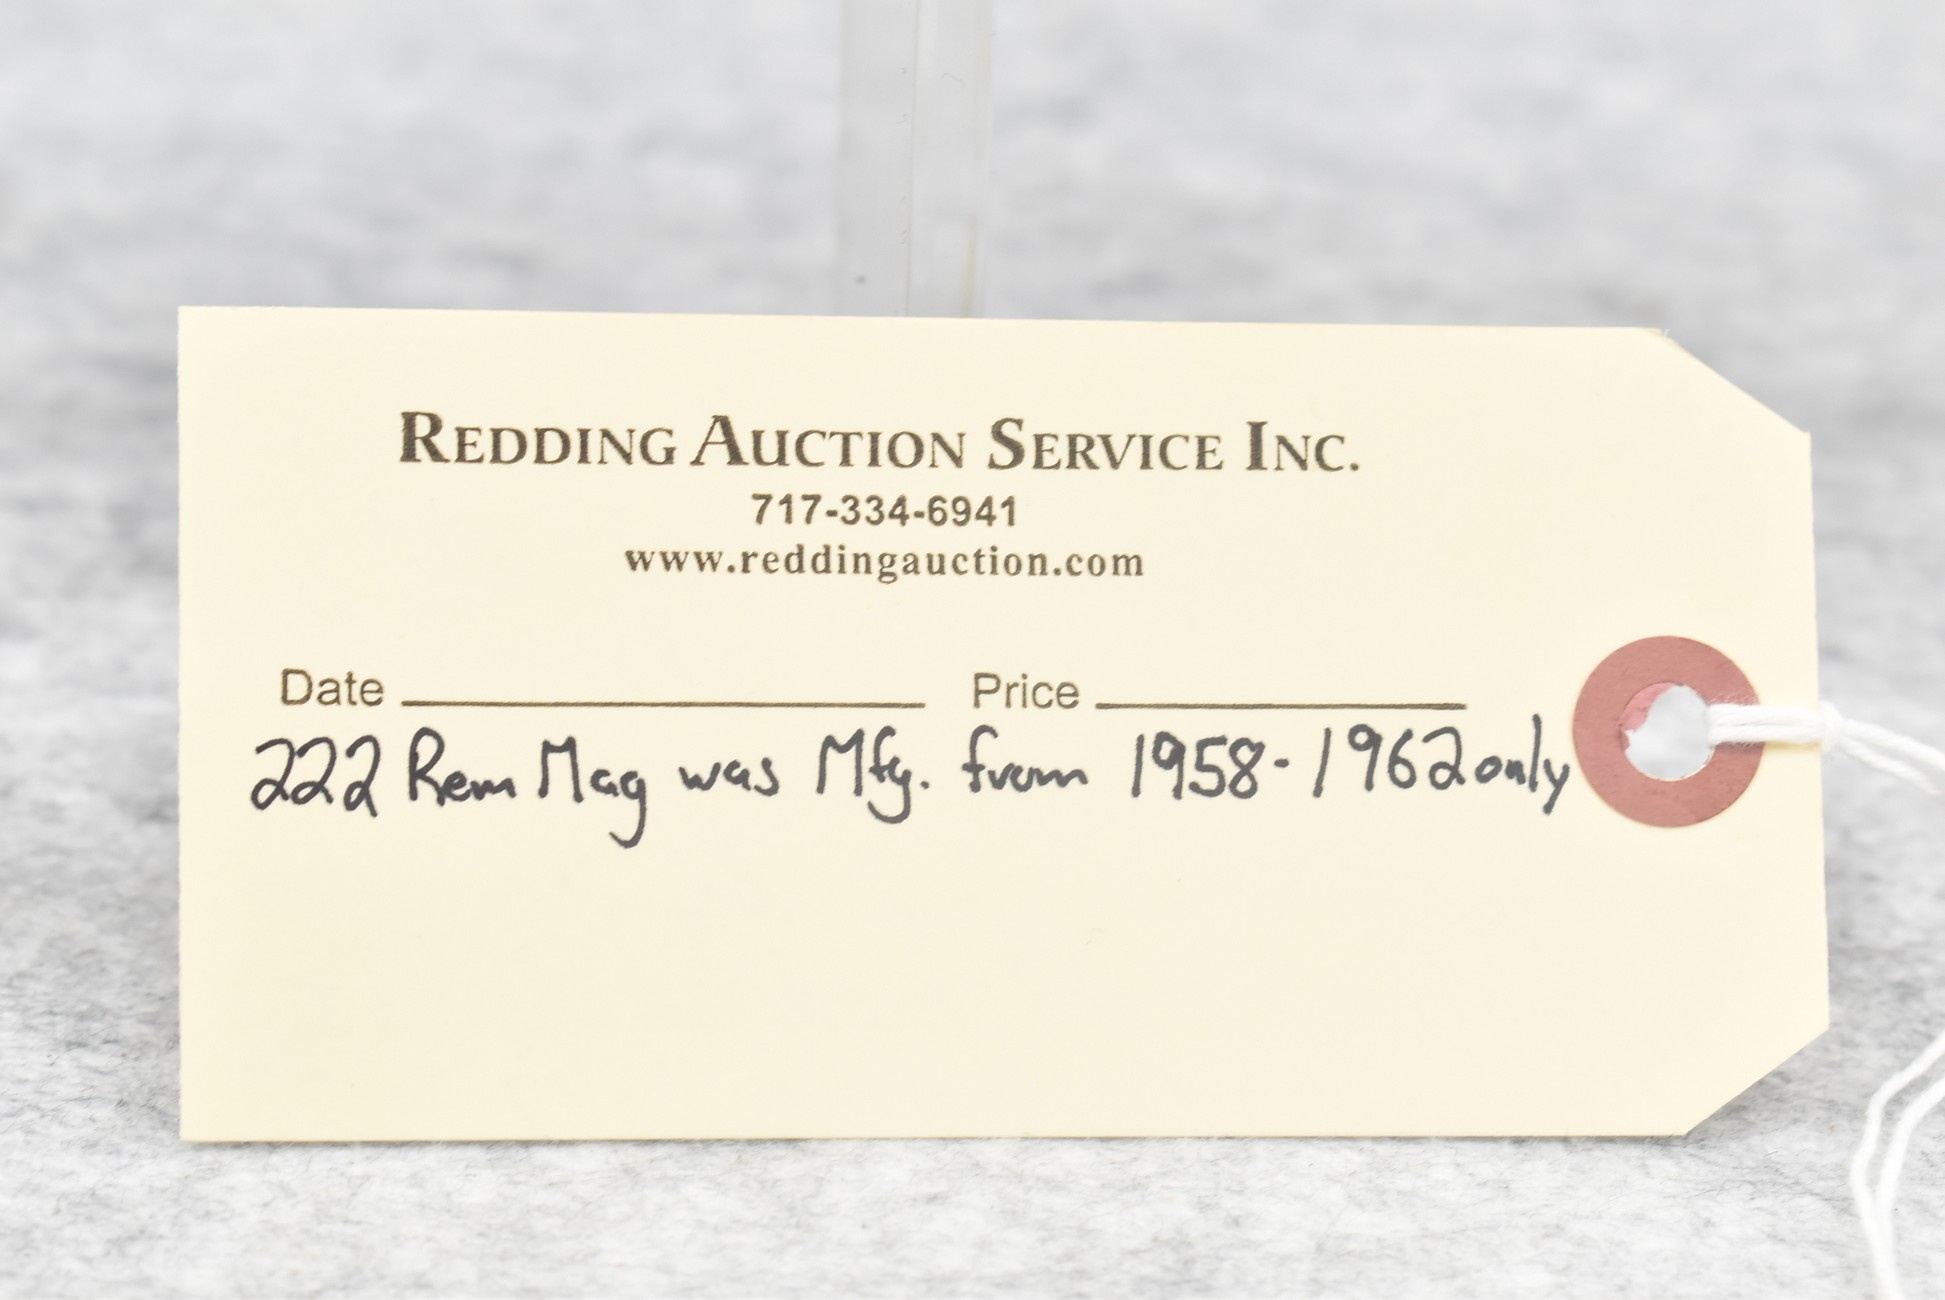 REDDING AUCTION SERVICE INC.
717-334-6941
www.reddingauction.com
Date Price
222 Rem Mag was Mfg. from 1958-1962 only